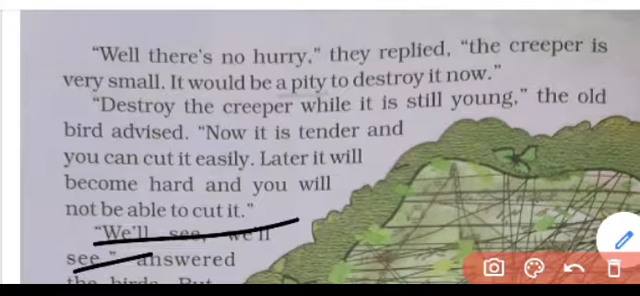 “Well there's no hurry,” they replied, “the creeper is
very small. It would be a pity to destroy it now.”
“Destroy the creeper while it is still young,” the old
bird advised. “Now it is tender and
you can cut it easily. Later it will
become hard and you will
not be able to cut it.”
“We'll see, we'll
see,” answered
the birds. But